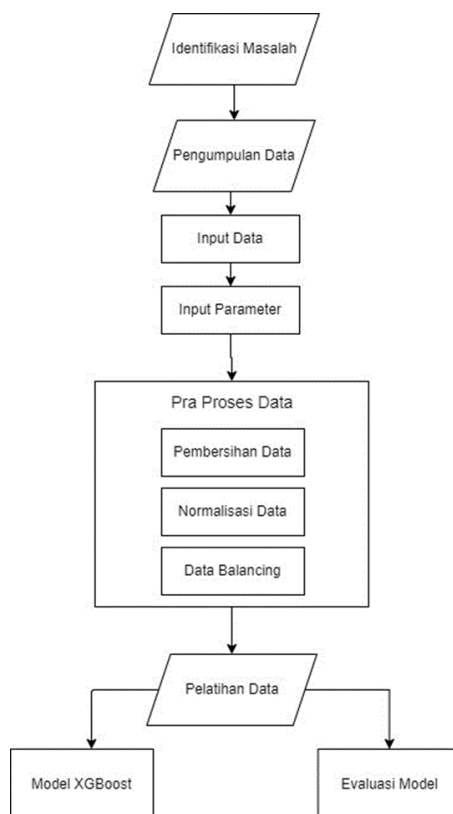 Identifikasi Masalah
Pengumpulan Data
Input Data
Input Parameter
Pra Proses Data
Pembersihan Data
Normalisasi Data
Data Balancing
Pelatihan Data
Model XGBoost
Evaluasi Model